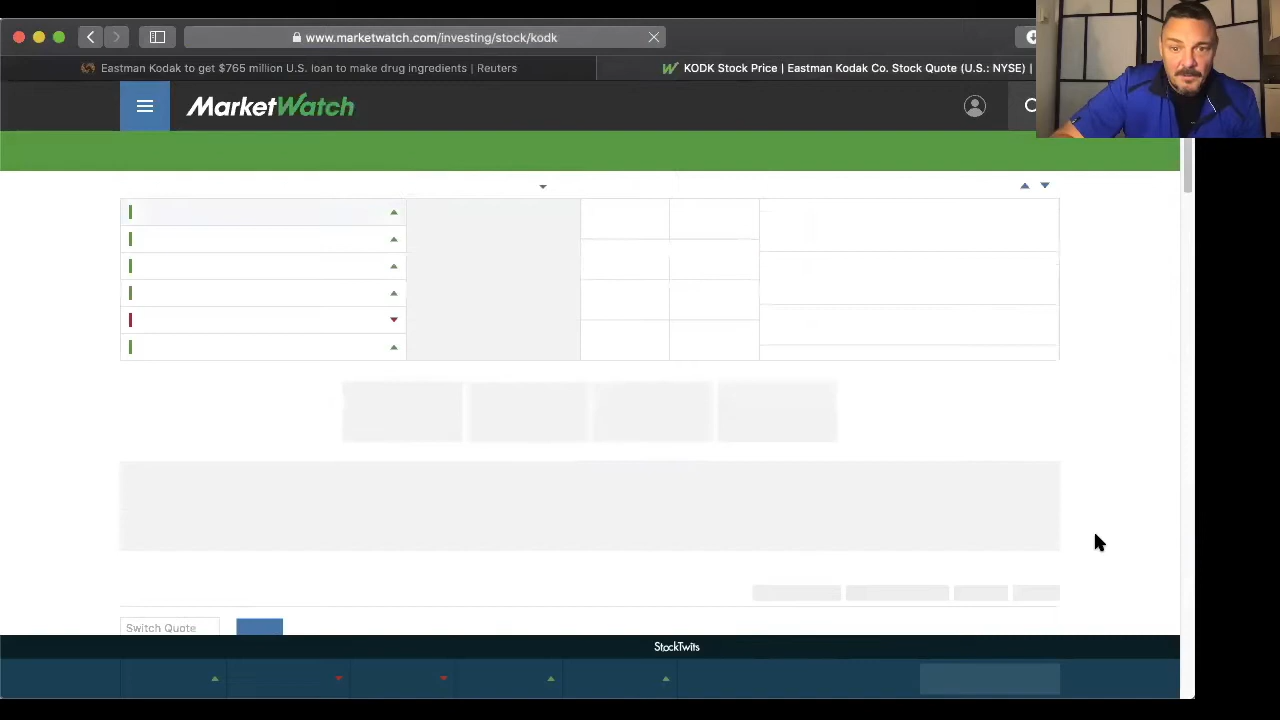 www.marketwatch.com/investing/stock/kodk
Eastman Kodak to get $765 million U.S. loan to make drug ingredients | Reuters
KODK Stock Price | Eastman Kodak Co. Stock Quote (U.S.: NYSE) |
MarketWatch
Switch Quote
StockTwits